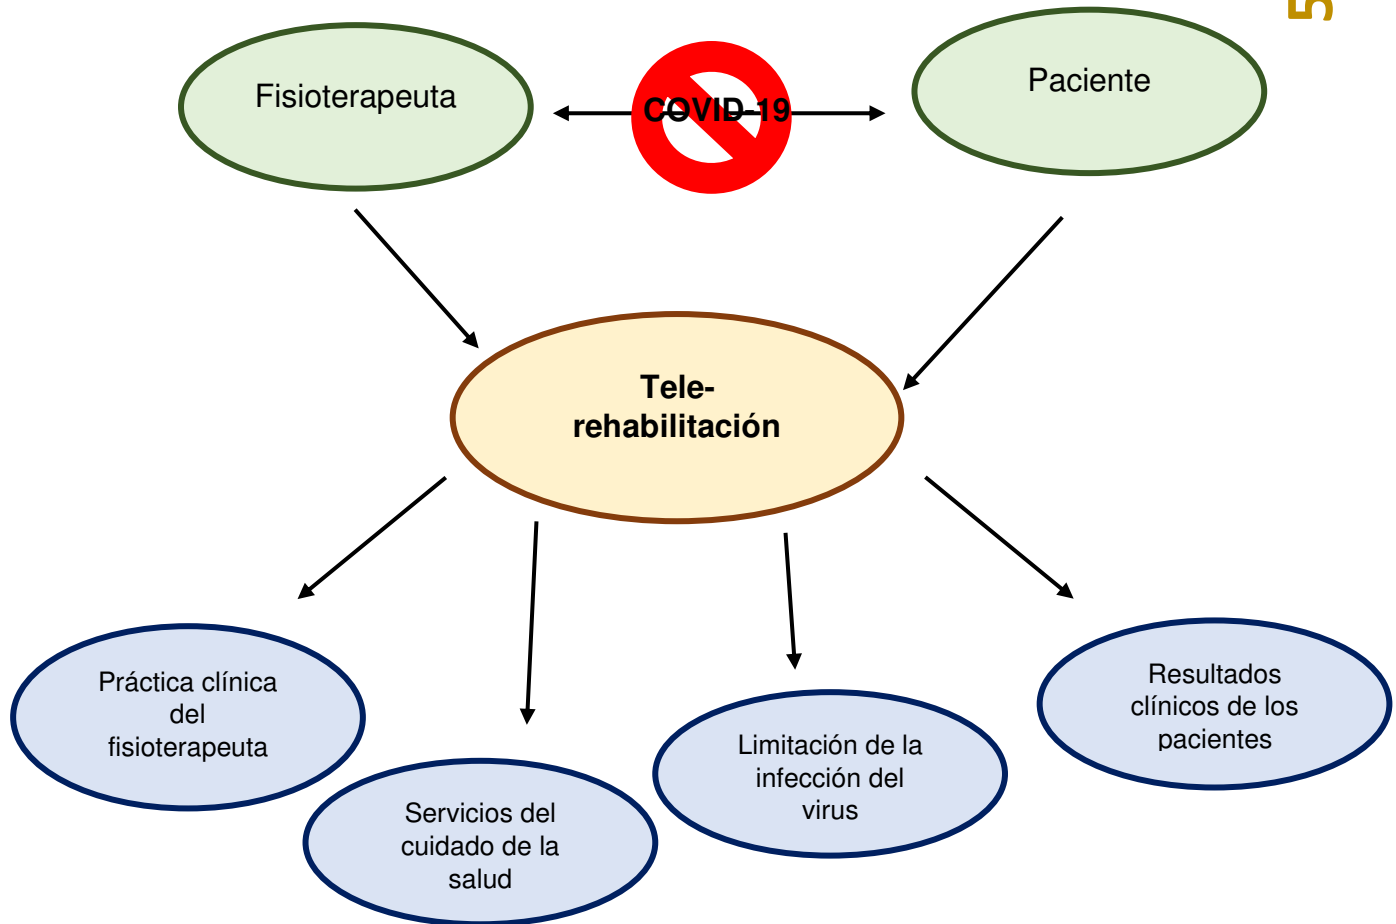 5
Fisioterapeuta
COVID-19
Paciente
Tele-
rehabilitación
Práctica clínica
del
fisioterapeuta
Servicios del
cuidado de la
salud
Limitación de la
infección del
virus
Resultados
clínicos de los
pacientes